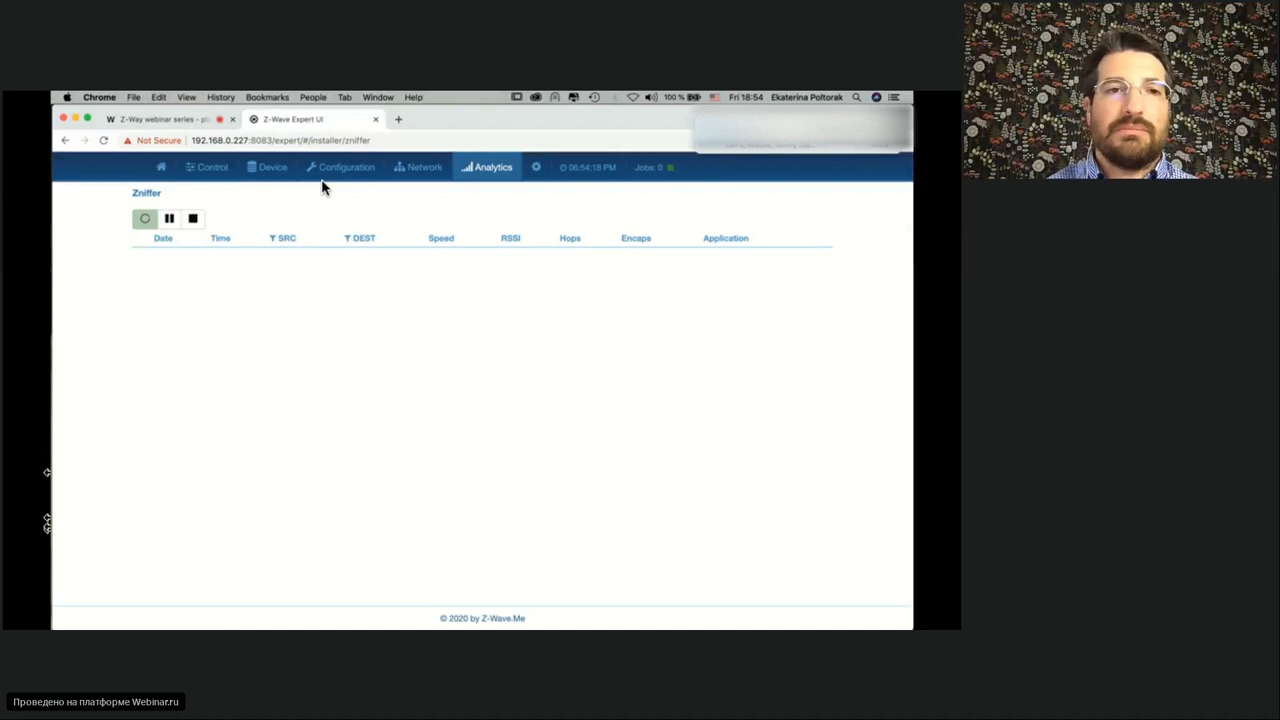 Chrome File Edit View History Bookmarks People Tab Window Help 100 % Fri 18:54 Ekaterina Poltorak
Z-Way webinar series - pl Z-Wave Expert UI
Not Secure 192.168.0.227:8083/expert/#/installer/zniffer
Control Device Configuration Network Analytics 06:54:18 PM Jobs: 0
Zniffer
Date Time SRC DEST Speed RSSI Hops Encaps Application
© 2020 by Z-Wave.Me
Проведено на платформе Webinar.ru